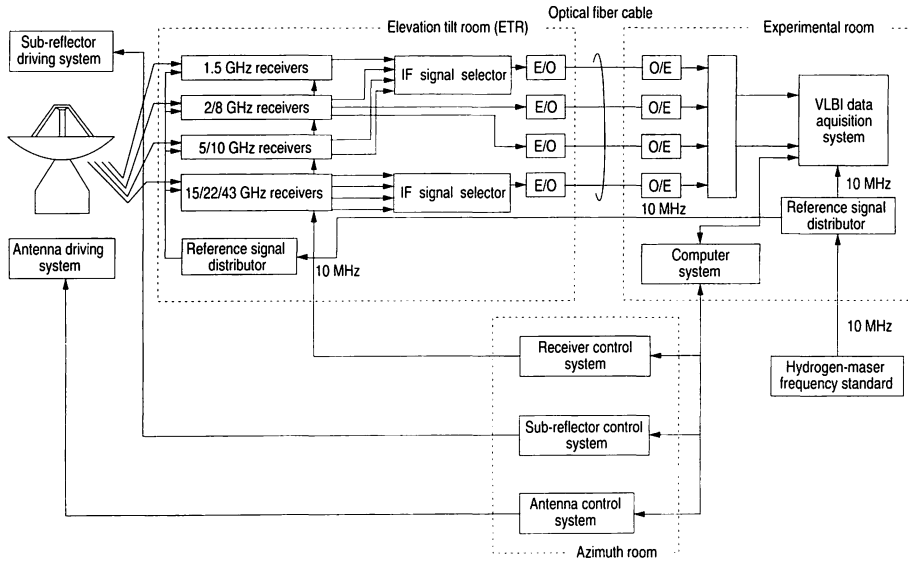 Optical fiber cable
Elevation tilt room (ETR)
Experimental room
Sub-reflector
driving system
1.5 GHz receivers
2/8 GHz receivers
5/10 GHz receivers
15/22/43 GHz receivers
IF signal selector
IF signal selector
E/O
E/O
E/O
E/O
O/E
O/E
O/E
O/E
VLBI data
aquisition
system
10 MHz
10 MHz
Reference signal
distributor
Antenna driving
system
Reference signal
distributor
10 MHz
Computer
system
10 MHz
Receiver control
system
Hydrogen-maser
frequency standard
Sub-reflector control
system
Antenna control
system
Azimuth room